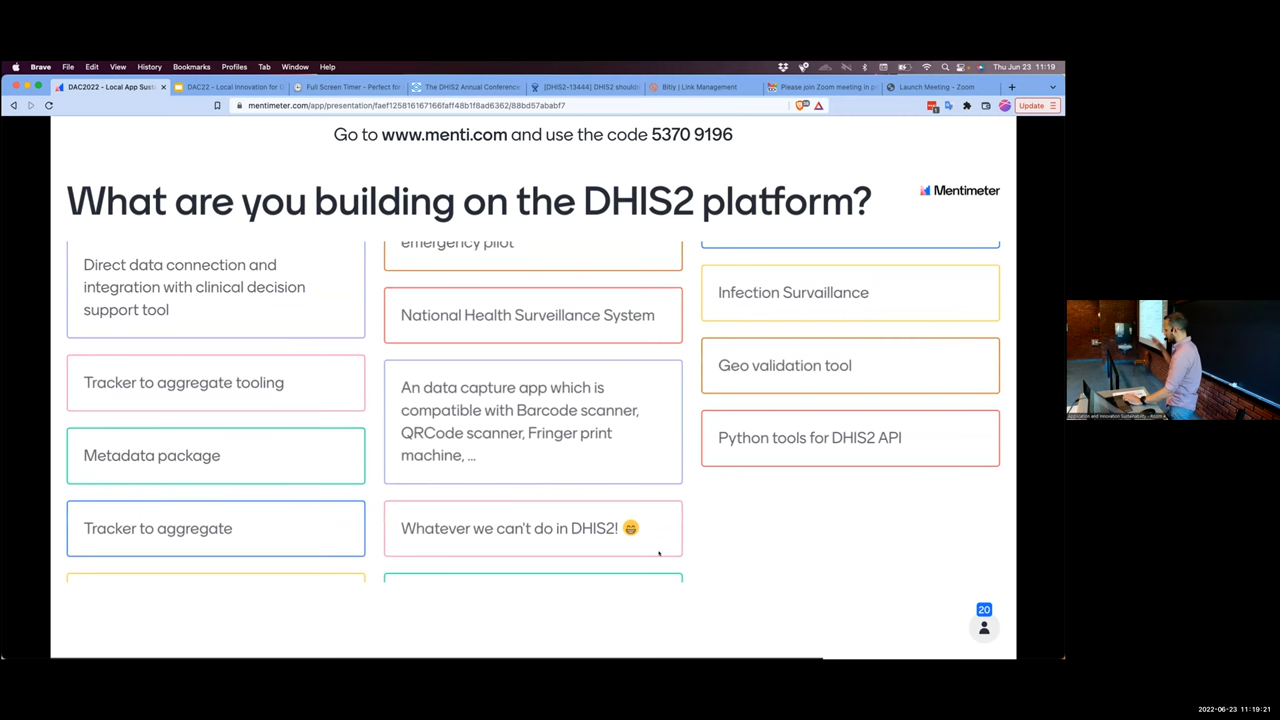 Brave File Edit View History Bookmarks Profiles Tab Window Help
Thu Jun 23 11:19
DAC2022 - Local App Sust
DAC22 - Local Innovation for D
Full Screen Timer - Perfect for
The DHIS2 Annual Conference
[DHIS2-13444] DHIS2 should
Bitly | Link Management
Please join Zoom meeting in p
Launch Meeting - Zoom
mentimeter.com/app/presentation/faef125816167166faff48b1f8ad6362/88bd57ababf7
Update
Go to www.menti.com and use the code 5370 9196
What are you building on the DHIS2 platform?
Mentimeter
Direct data connection and
integration with clinical decision
support tool
Tracker to aggregate tooling
Metadata package
Tracker to aggregate
emergency pilot
National Health Surveillance System
An data capture app which is
compatible with Barcode scanner,
QRCode scanner, Fringer print
machine, ...
Whatever we can't do in DHIS2! 😁
Infection Survaillance
Geo validation tool
Python tools for DHIS2 API
20
Application and Innovation Sustainability - Room 4
2022-06-23 11:19:21